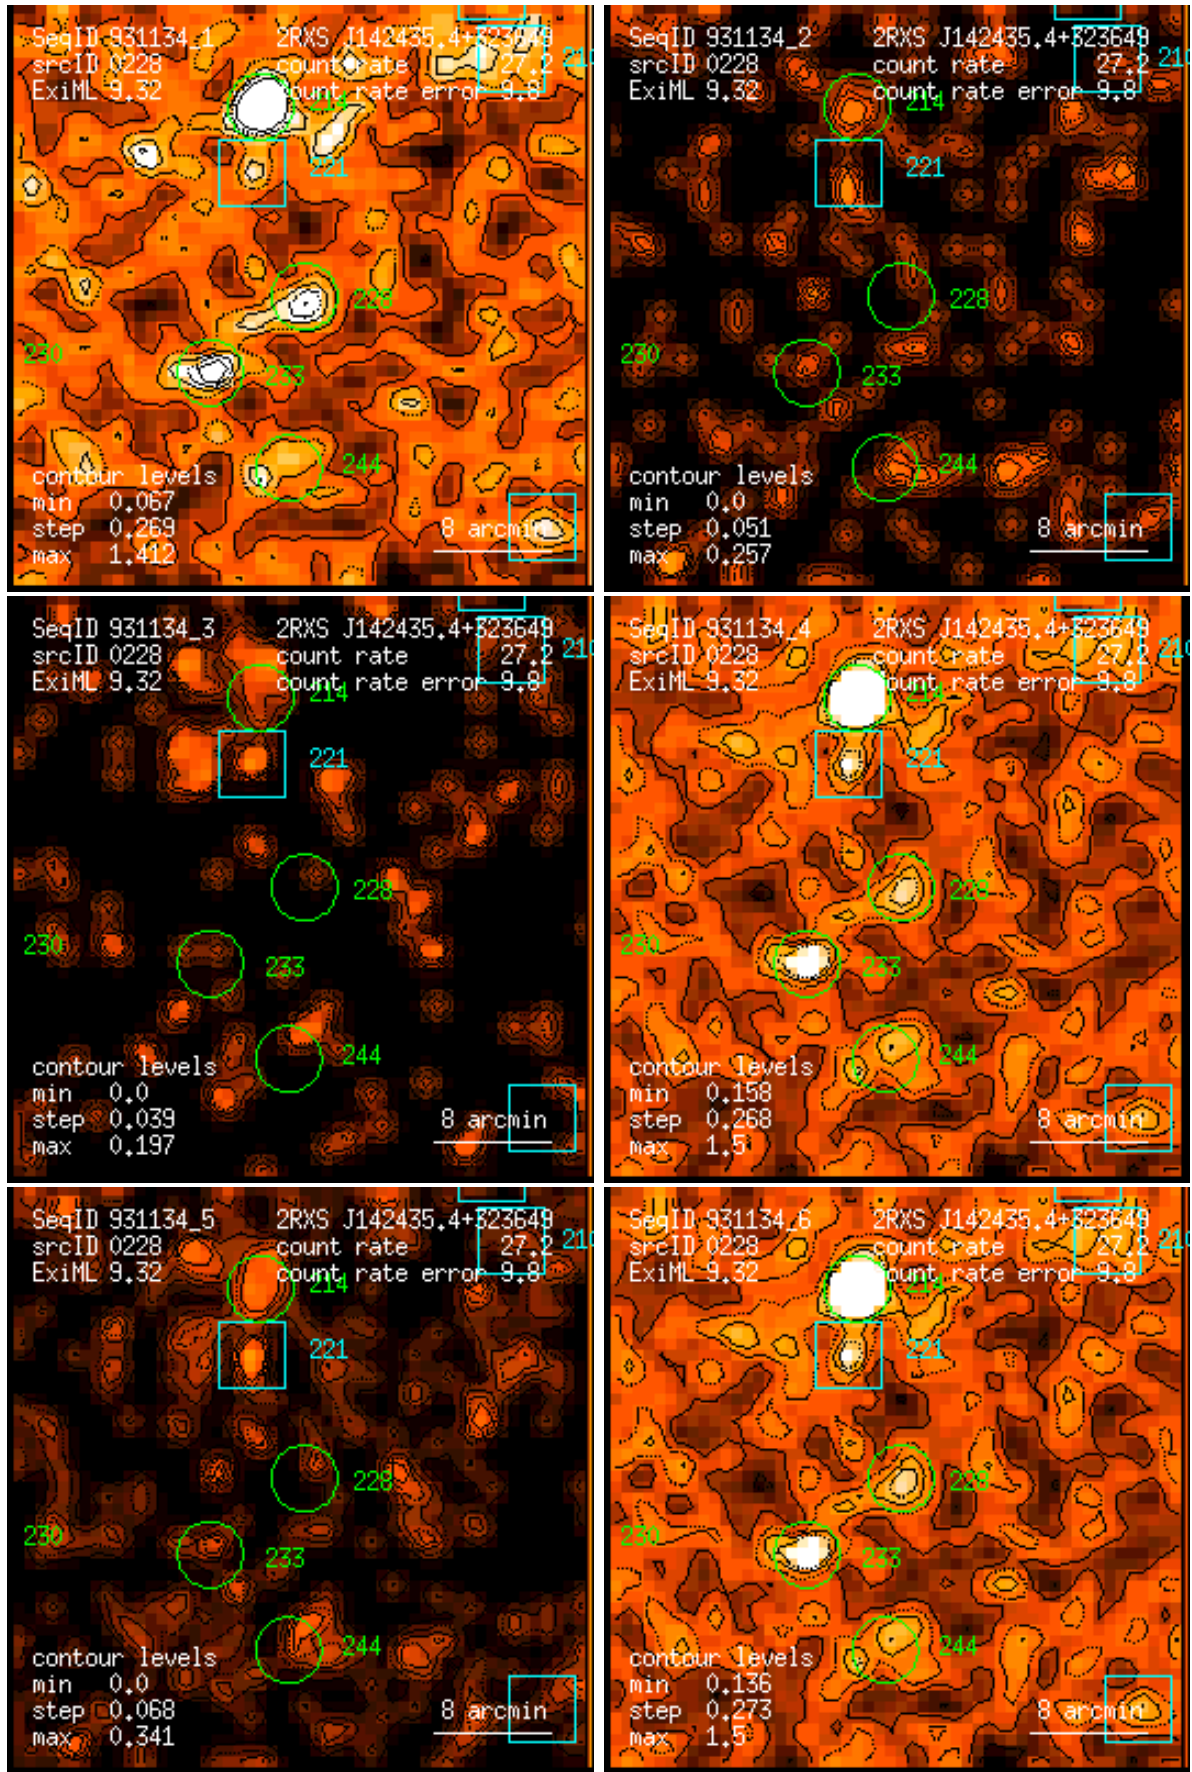 SeqID 931134_1 2RXS J142435.4+323649
srcID 0228 count rate 27.2 210
ExiML 9.32 count rate error 9.8
214
221
228
230
233
244
contour levels
min 0.067
step 0.269
max 1.412
8 arcmin
SeqID 931134_2 2RXS J142435.4+323649
srcID 0228 count rate 27.2 210
ExiML 9.32 count rate error 9.8
214
221
228
230
233
244
contour levels
min 0.0
step 0.051
max 0.257
8 arcmin
SeqID 931134_3 2RXS J142435.4+323649
srcID 0228 count rate 27.2 210
ExiML 9.32 count rate error 9.8
214
221
228
230
233
244
contour levels
min 0.0
step 0.039
max 0.197
8 arcmin
SeqID 931134_4 2RXS J142435.4+323649
srcID 0228 count rate 27.2 210
ExiML 9.32 count rate error 9.8
214
221
228
230
233
244
contour levels
min 0.158
step 0.268
max 1.5
8 arcmin
SeqID 931134_5 2RXS J142435.4+323649
srcID 0228 count rate 27.2 210
ExiML 9.32 count rate error 9.8
214
221
228
230
233
244
contour levels
min 0.0
step 0.068
max 0.341
8 arcmin
SeqID 931134_6 2RXS J142435.4+323649
srcID 0228 count rate 27.2 210
ExiML 9.32 count rate error 9.8
214
221
228
230
233
244
contour levels
min 0.136
step 0.273
max 1.5
8 arcmin